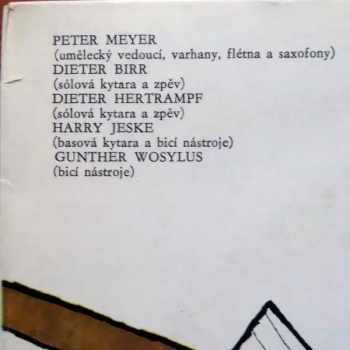 PETER MEYER
(umělecký vedoucí, varhany, flétna a saxofony)
DIETER BIRR
(sólová kytara a zpěv)
DIETER HERTRAMPF
(sólová kytara a zpěv)
HARRY JESKE
(basová kytara a bicí nástroje)
GUNTHER WOSYLUS
(bicí nástroje)